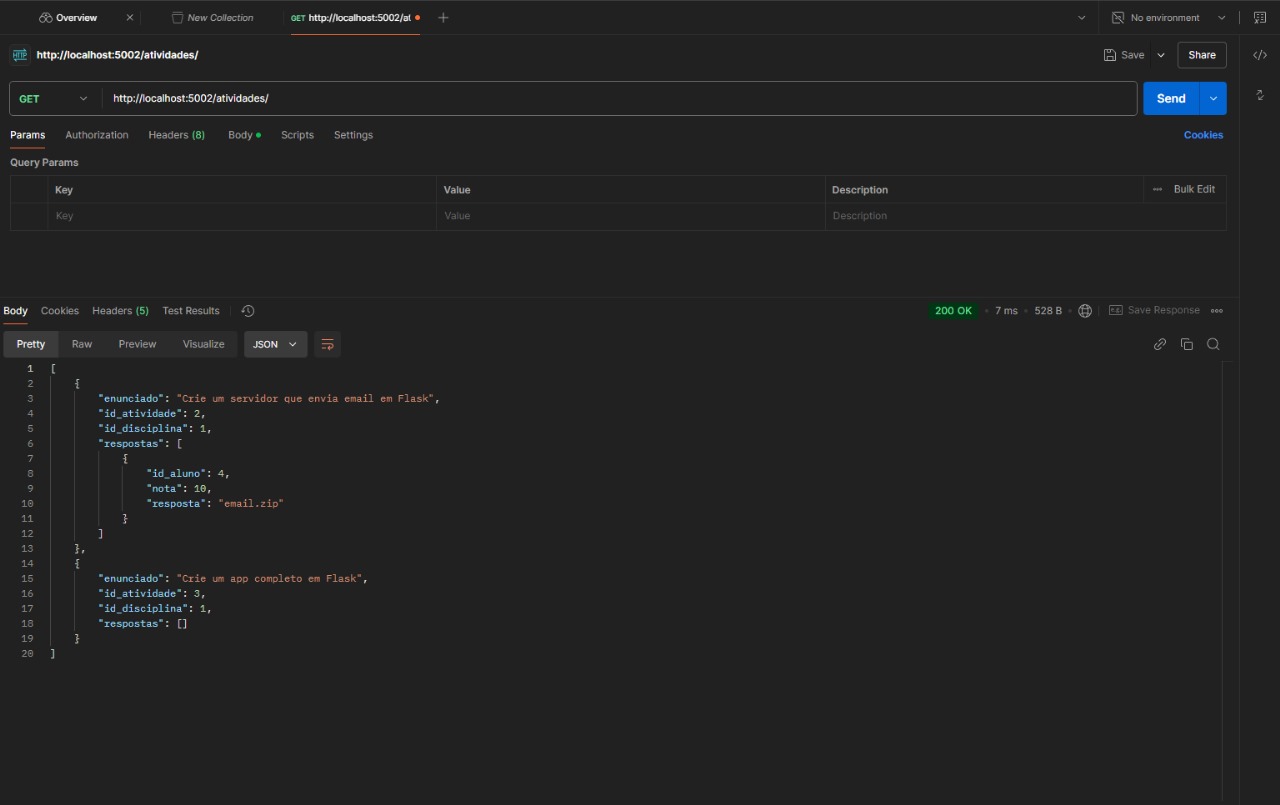 Overview
New Collection
GET http://localhost:5002/at
No environment
HTTP http://localhost:5002/atividades/
Save
Share
GET
http://localhost:5002/atividades/
Send
Params Authorization Headers (8) Body Scripts Settings
Cookies
Query Params
Key Value Description ... Bulk Edit
Key Value Description
Body Cookies Headers (5) Test Results
200 OK • 7 ms • 528 B
Save Response
Pretty Raw Preview Visualize JSON
1 [
2 {
3 "enunciado": "Crie um servidor que envia email em Flask",
4 "id_atividade": 2,
5 "id_disciplina": 1,
6 "respostas": [
7 {
8 "id_aluno": 4,
9 "nota": 10,
10 "resposta": "email.zip"
11 }
12 ]
13 },
14 {
15 "enunciado": "Crie um app completo em Flask",
16 "id_atividade": 3,
17 "id_disciplina": 1,
18 "respostas": []
19 }
20 ]